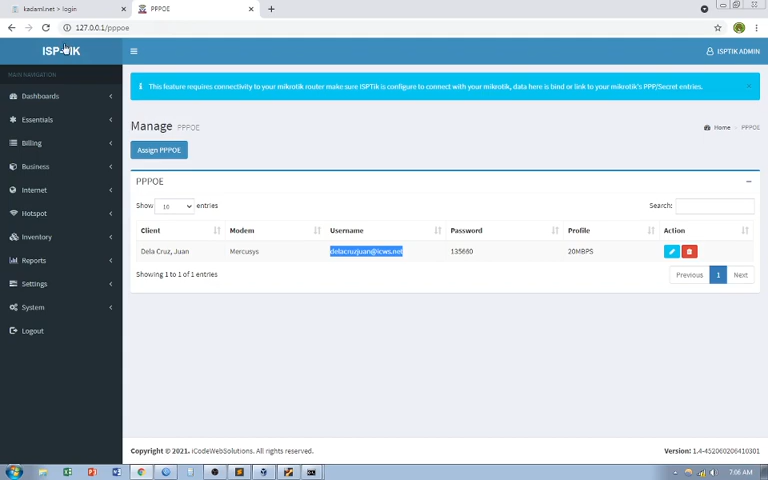 kadaml.net > login
PPPOE
127.0.0.1/pppoe
ISP-TIK
ISPTIK ADMIN
MAIN NAVIGATION
Dashboards
Essentials
Billing
Business
Internet
Hotspot
Inventory
Reports
Settings
System
Logout
This feature requires connectivity to your mikrotik router make sure ISPTik is configure to connect with your mikrotik, data here is bind or link to your mikrotik's PPP/Secret entries.
Manage PPPOE
Home > PPPOE
Assign PPPOE
PPPOE
Show 10 entries
Search:
Client Modem Username Password Profile Action
Dela Cruz, Juan Mercusys delacruzjuan@icws.net 135680 20MBPS
Showing 1 to 1 of 1 entries
Previous 1 Next
Copyright © 2021. iCodeWebSolutions. All rights reserved.
Version: 1.4-452060206410301
7:06 AM